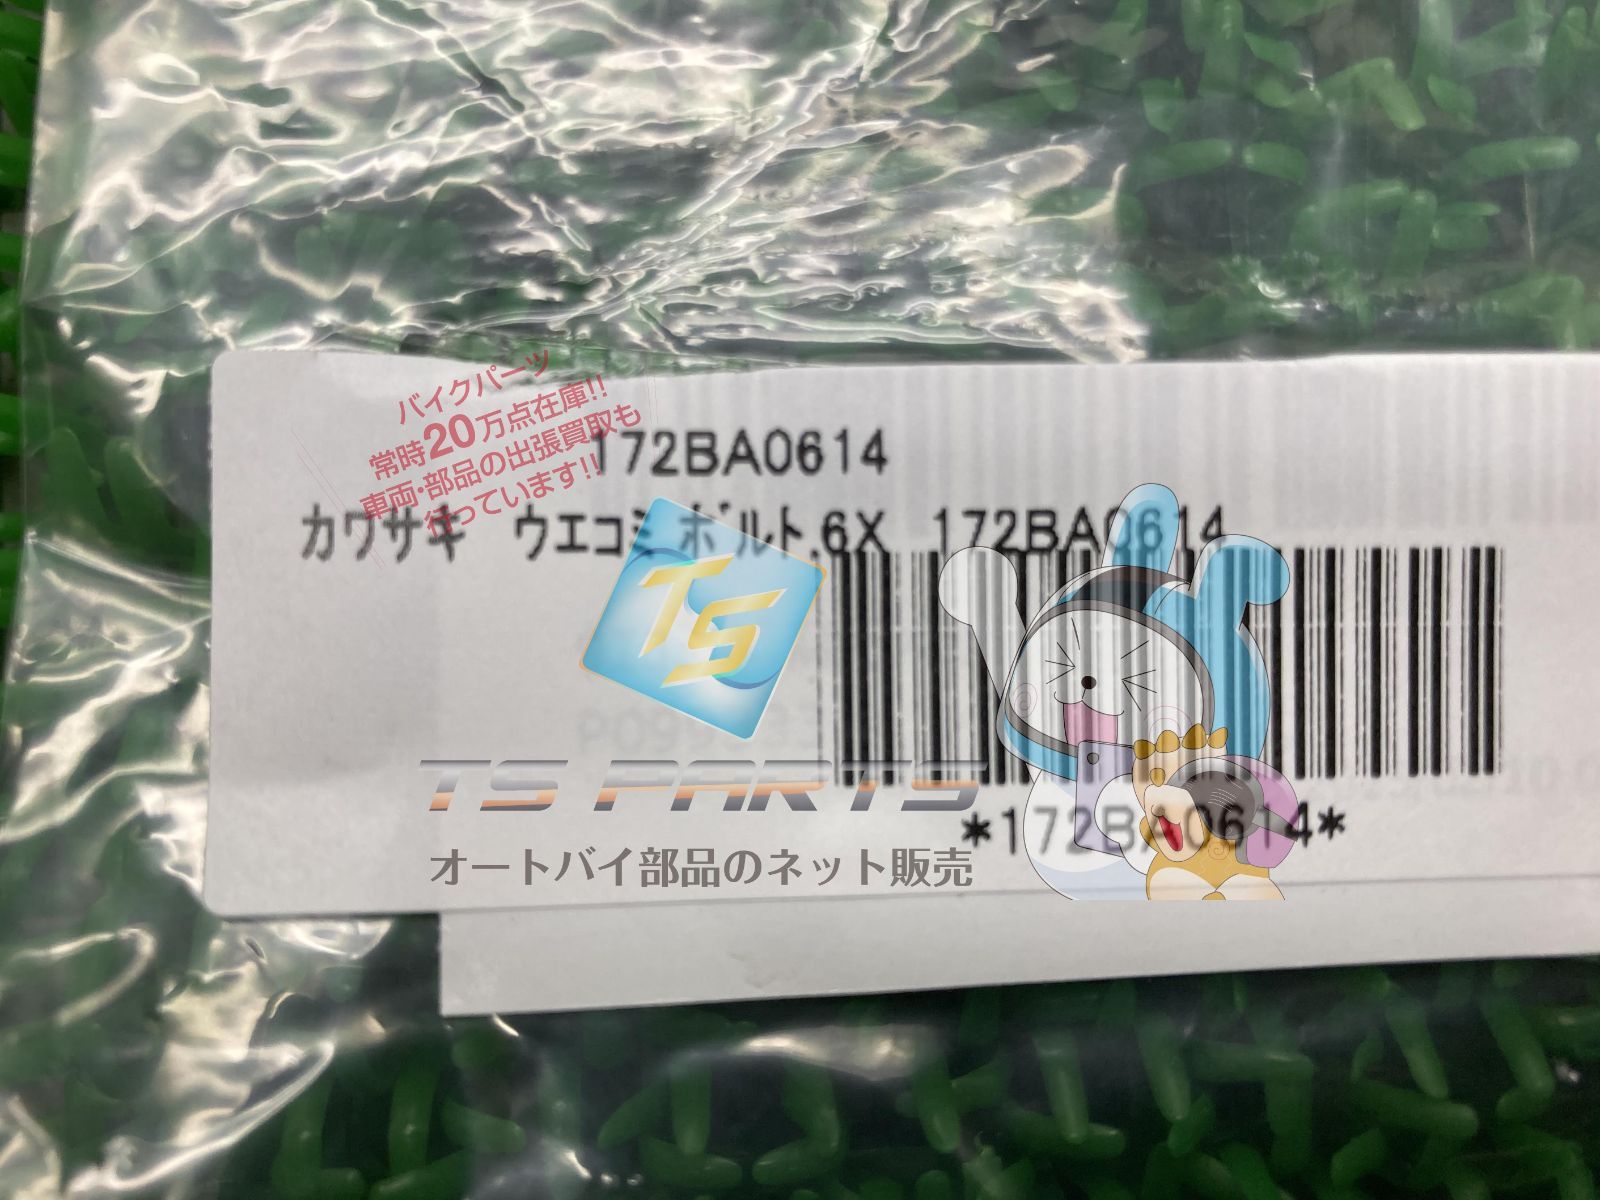 バイクパーツ
常時20万点在庫!!
車両・部品の出張買取も
行っています!!
172BA0614
カワサキ ウエコミボルト,6X 172BA0614
TS
TS PARTS
*172BA0614*
オートバイ部品のネット販売